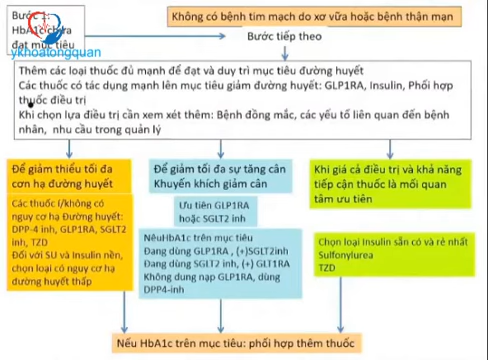 Bước 1:
HbA1c chưa
đạt mục tiêu
ykhoatongquan
Không có bệnh tim mạch do xơ vữa hoặc bệnh thận mạn
Bước tiếp theo
Thêm các loại thuốc đủ mạnh để đạt và duy trì mục tiêu đường huyết
Các thuốc có tác dụng mạnh lên mục tiêu giảm đường huyết: GLP1RA, Insulin, Phối hợp
thuốc điều trị
Khi chọn lựa điều trị cần xem xét thêm: Bệnh đồng mắc, các yếu tố liên quan đến bệnh
nhân, nhu cầu trong quản lý
Để giảm thiểu tối đa
cơn hạ đường huyết
Các thuốc í/không có
nguy cơ hạ Đường huyết:
DPP-4 inh, GLP1RA, SGLT2
inh, TZD
Đối với SU và Insulin nền,
chọn loại có nguy cơ hạ
đường huyết thấp
Để giảm tối đa sự tăng cân
Khuyến khích giảm cân
Ưu tiên GLP1RA
hoặc SGLT2 inh
NếuHbA1c trên mục tiêu
Đang dùng GLP1RA , (+)SGLT2inh
Đang dùng SGLT2 inh, (+) GLT1RA
Không dung nạp GLP1RA, dùng
DPP4-inh
Khi giá cả điều trị và khả năng
tiếp cận thuốc là mối quan
tâm ưu tiên
Chọn loại Insulin sẵn có và rẻ nhất
Sulfonylurea
TZD
Nếu HbA1c trên mục tiêu: phối hợp thêm thuốc